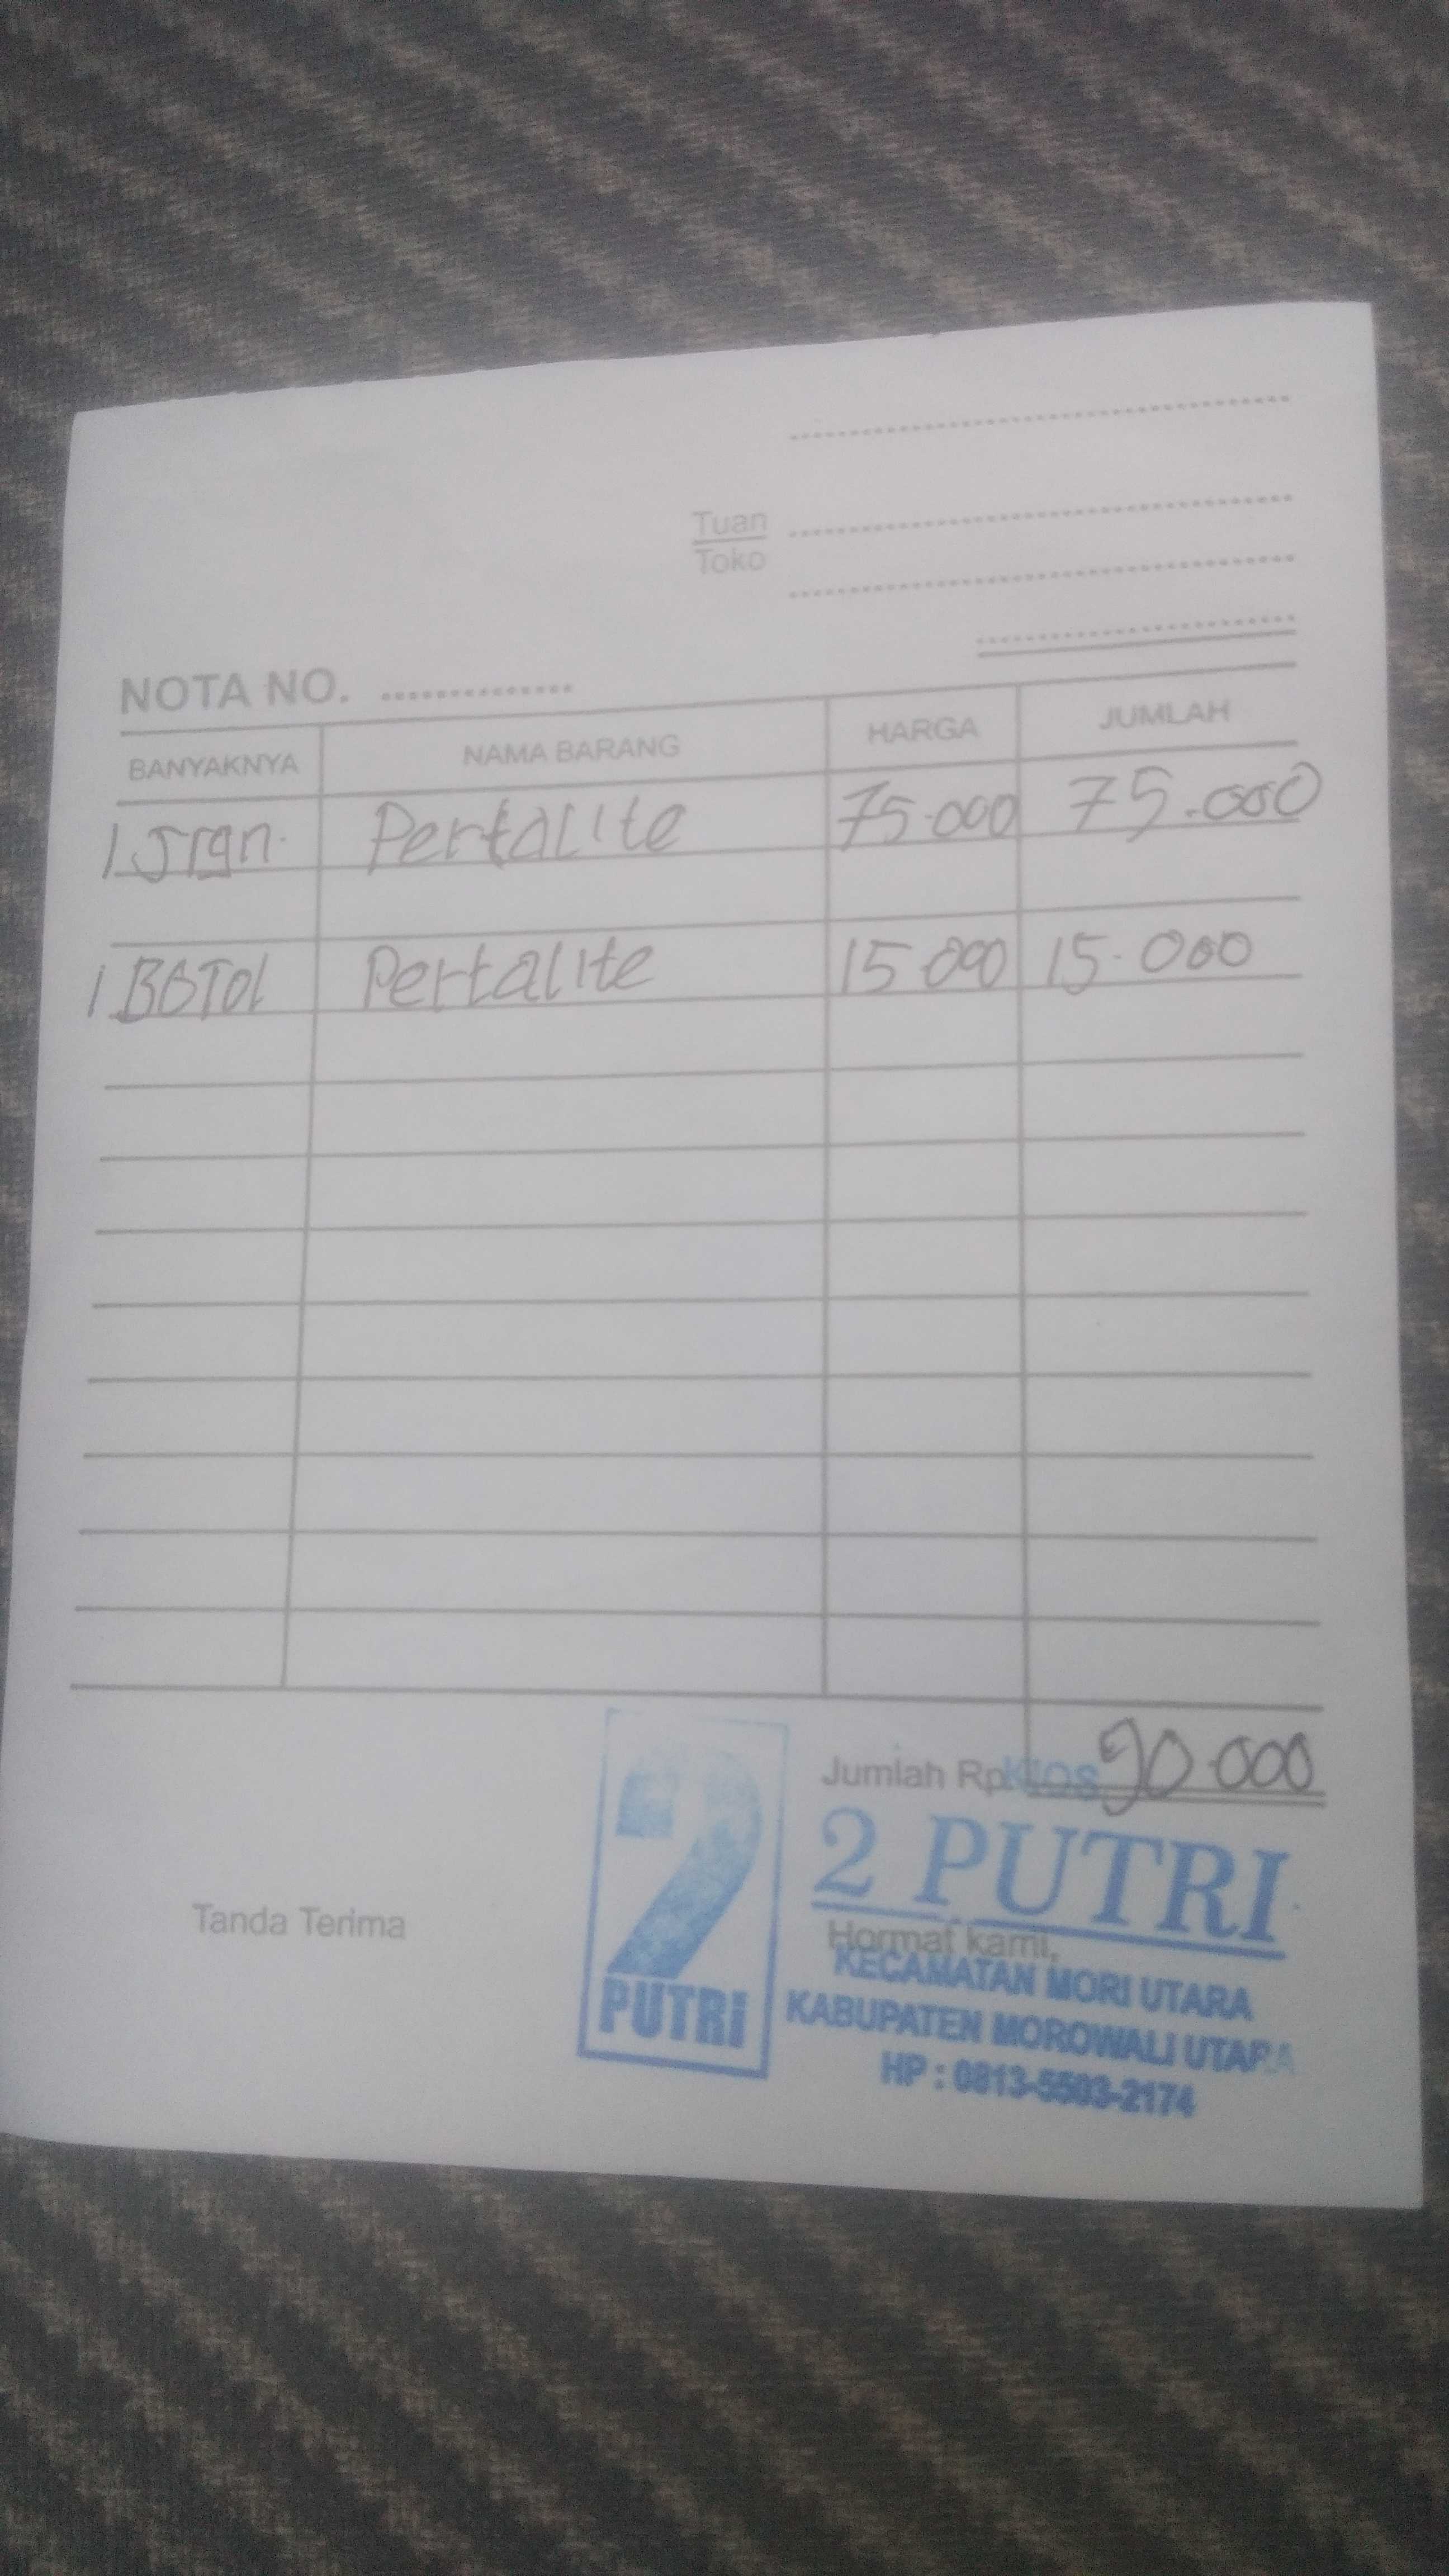 Tuan
Toko
NOTA NO. ...............
BANYAKNYA NAMA BARANG HARGA JUMLAH
1 Jrgn. Pertalite 75.000 75.000
1 BOTol Pertalite 15.000 15.000
Jumlah Rp. 90.000
Kios
2 PUTRI
2
PUTRI
Tanda Terima
Hormat kami,
KECAMATAN MORI UTARA
KABUPATEN MOROWALI UTARA
HP : 0813-5503-2174